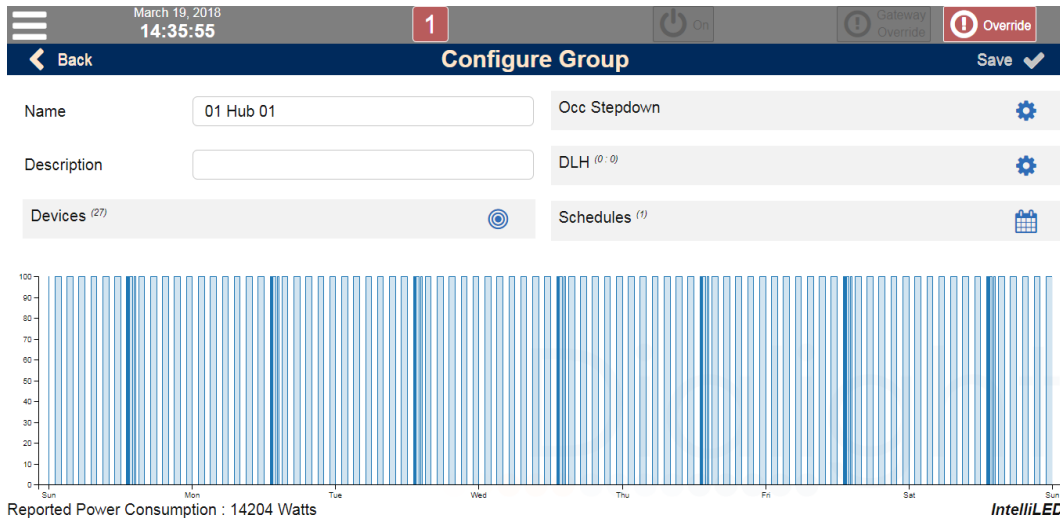 March 19, 2018
14:35:55
1
On
Gateway
Override
Override
Back
Configure Group
Save
Name
01 Hub 01
Occ Stepdown
Description
DLH (0 : 0)
Devices (27)
Schedules (1)
100
90
80
70
60
50
40
30
20
10
0
Sun Mon Tue Wed Thu Fri Sat Sun
Reported Power Consumption : 14204 Watts
IntelliLED